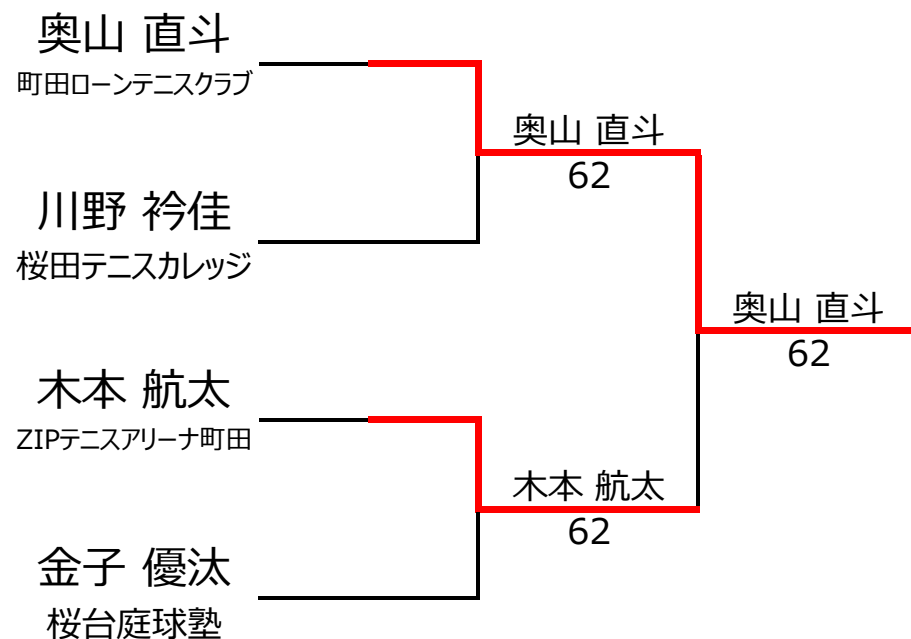 奥山 直斗
町田ローンテニスクラブ
奥山 直斗
62
川野 衿佳
桜田テニスカレッジ
奥山 直斗
62
木本 航太
ZIPテニスアリーナ町田
木本 航太
62
金子 優汰
桜台庭球塾